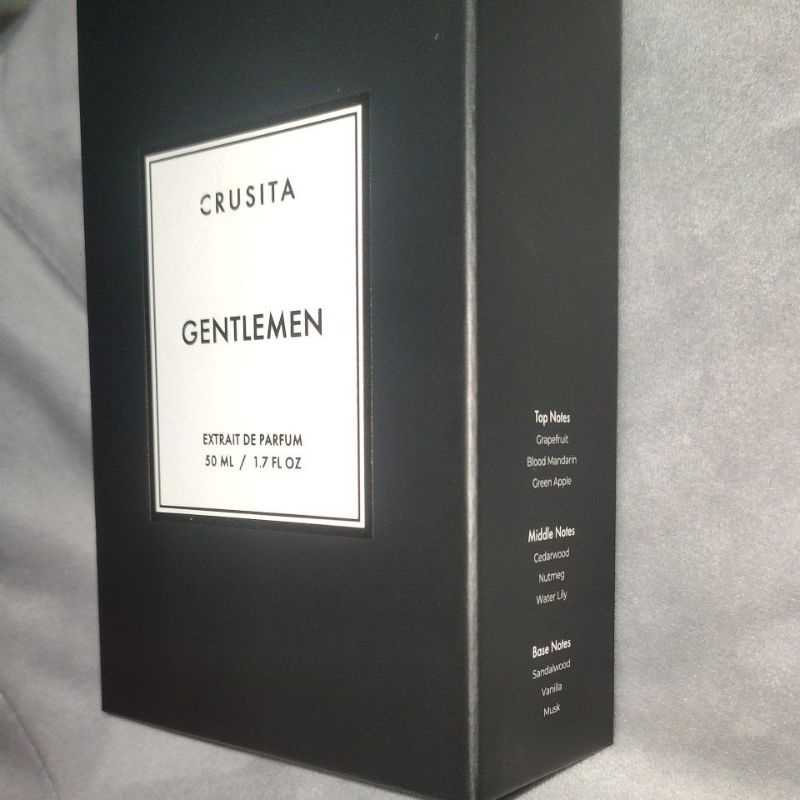 CRUSITA
GENTLEMEN
EXTRAIT DE PARFUM
50 ML / 1.7 FL OZ
Top Notes
Grapefruit
Blood Mandarin
Green Apple
Middle Notes
Cedarwood
Nutmeg
Water Lily
Base Notes
Sandalwood
Vanilla
Musk